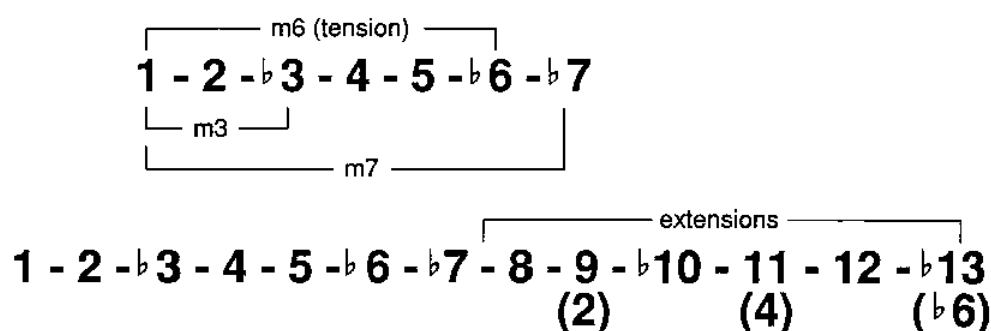 m6 (tension)
1 - 2 - ♭3 - 4 - 5 - ♭6 - ♭7
m3
m7
extensions
1 - 2 - ♭3 - 4 - 5 - ♭6 - ♭7 - 8 - 9 - ♭10 - 11 - 12 - ♭13
(2) (4) (♭6)